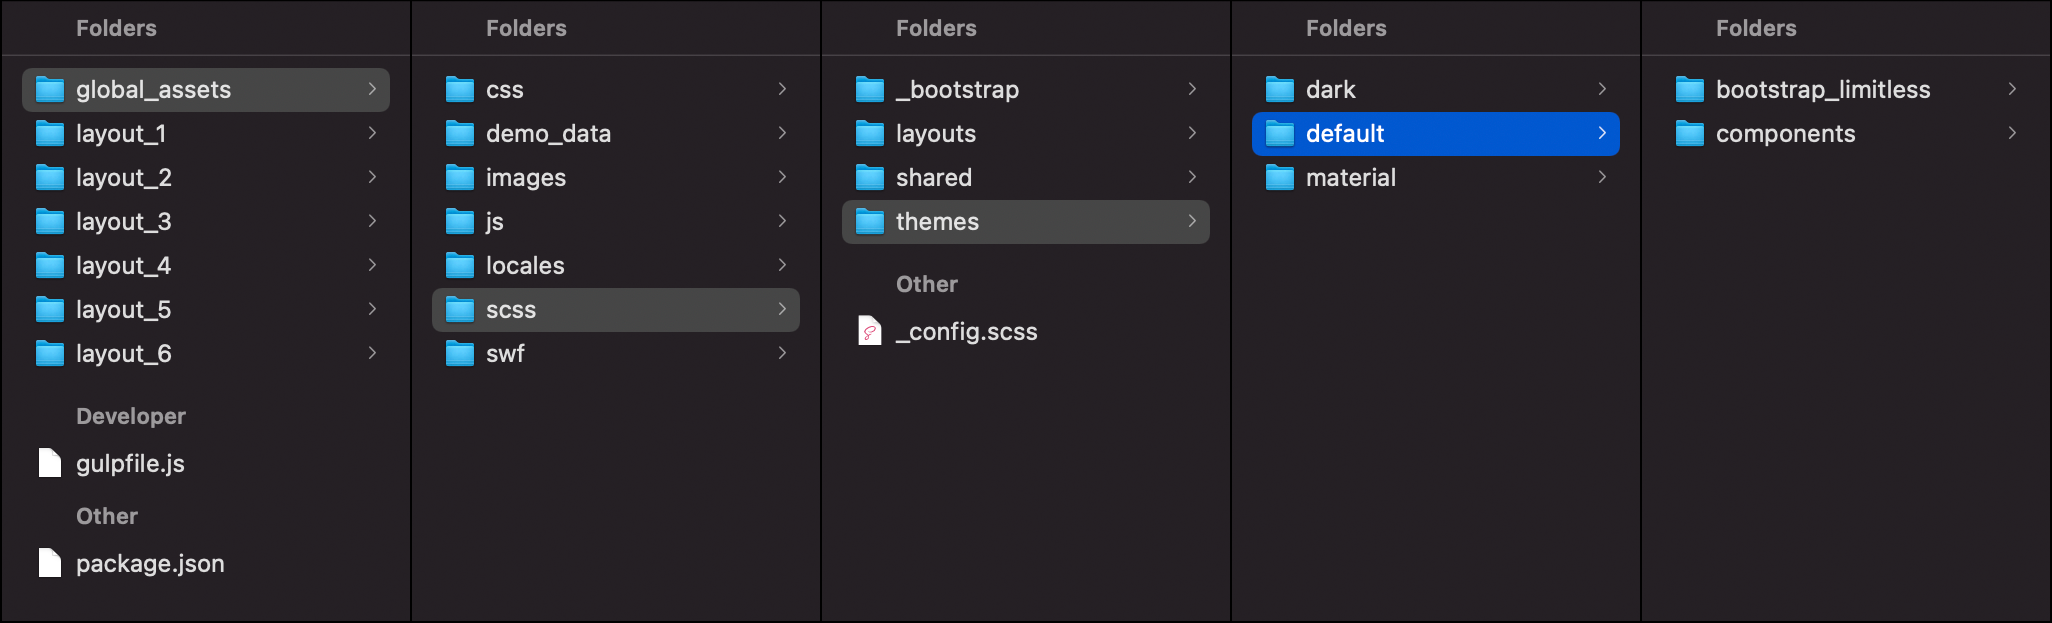 Folders
global_assets
layout_1
layout_2
layout_3
layout_4
layout_5
layout_6
Developer
gulpfile.js
Other
package.json
Folders
css
demo_data
images
js
locales
scss
swf
Folders
_bootstrap
layouts
shared
themes
Other
_config.scss
Folders
dark
default
material
Folders
bootstrap_limitless
components